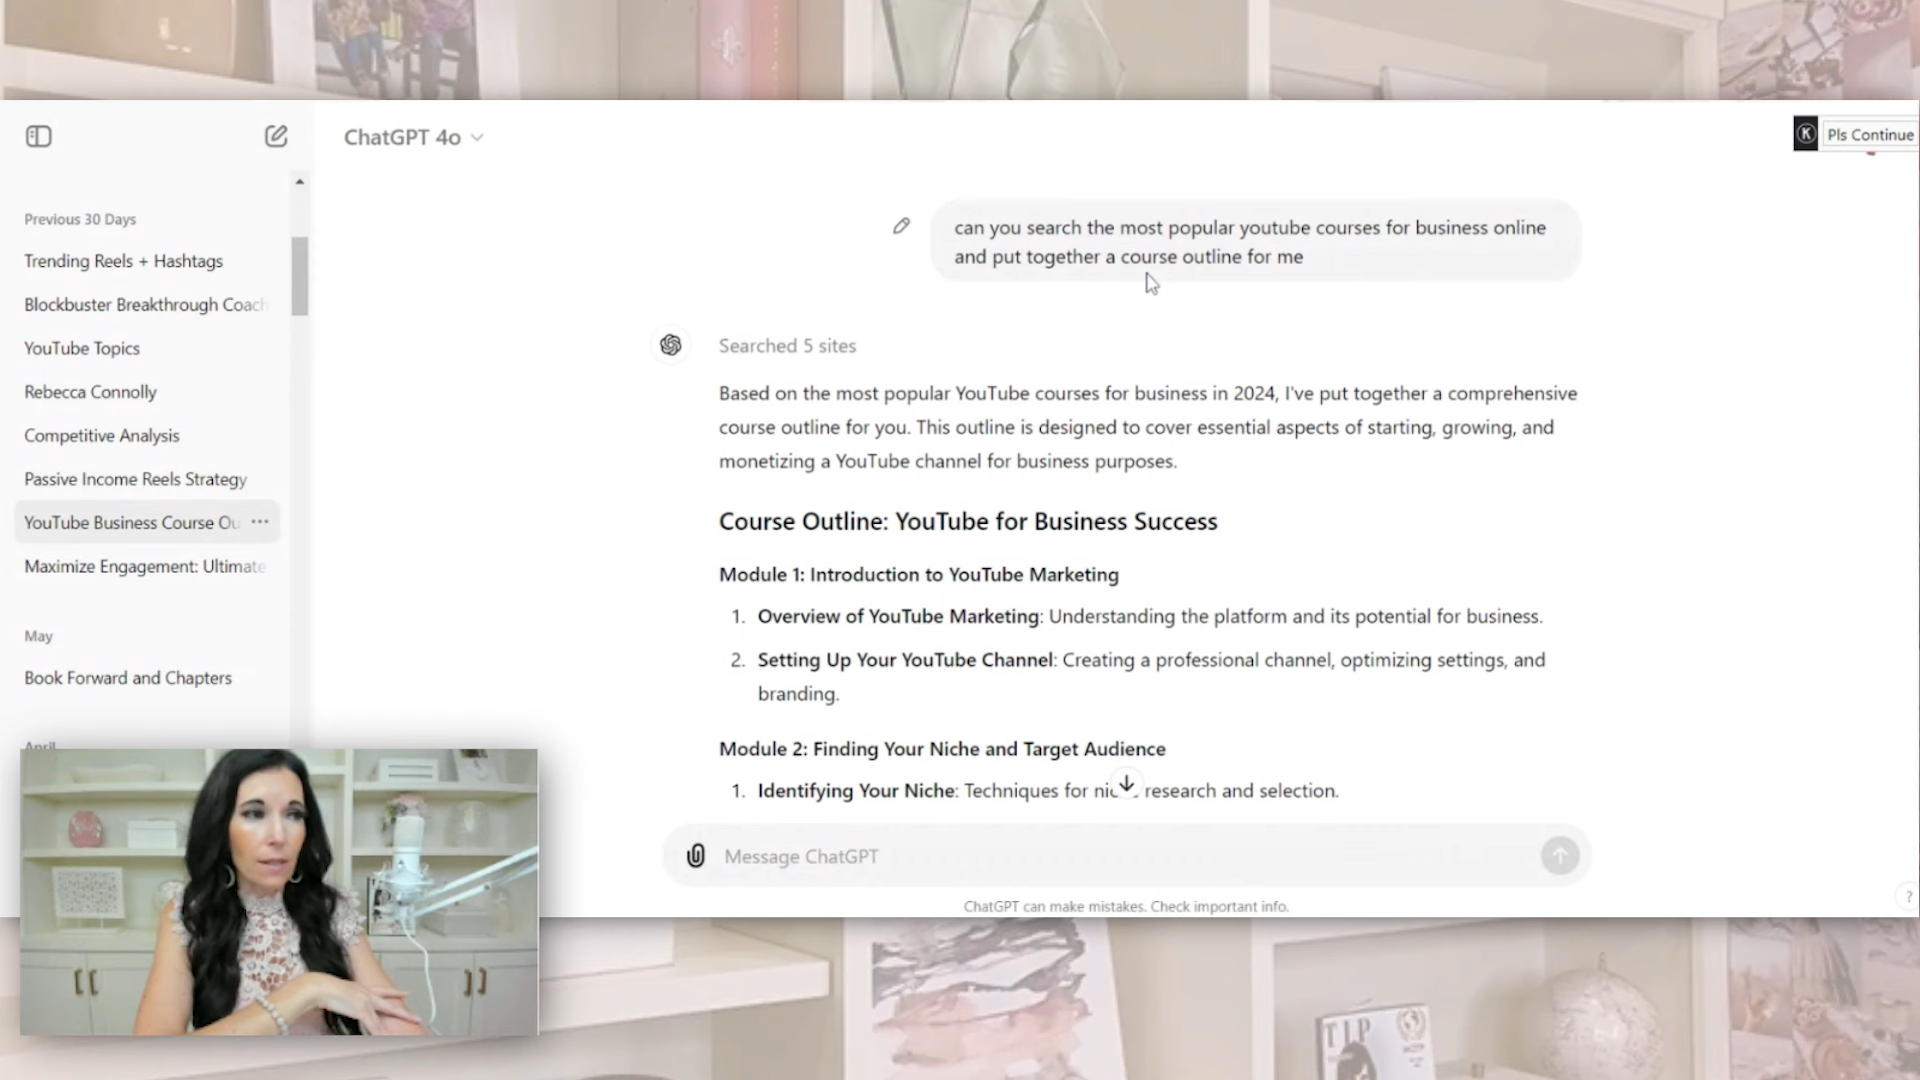 ChatGPT 4o
Pls Continue
Previous 30 Days
Trending Reels + Hashtags
Blockbuster Breakthrough Coach
YouTube Topics
Rebecca Connolly
Competitive Analysis
Passive Income Reels Strategy
YouTube Business Course Ou
Maximize Engagement: Ultimate
May
Book Forward and Chapters
April
can you search the most popular youtube courses for business online
and put together a course outline for me
Searched 5 sites
Based on the most popular YouTube courses for business in 2024, I've put together a comprehensive
course outline for you. This outline is designed to cover essential aspects of starting, growing, and
monetizing a YouTube channel for business purposes.
Course Outline: YouTube for Business Success
Module 1: Introduction to YouTube Marketing
1. Overview of YouTube Marketing: Understanding the platform and its potential for business.
2. Setting Up Your YouTube Channel: Creating a professional channel, optimizing settings, and
branding.
Module 2: Finding Your Niche and Target Audience
1. Identifying Your Niche: Techniques for research and selection.
Message ChatGPT
ChatGPT can make mistakes. Check important info.
?